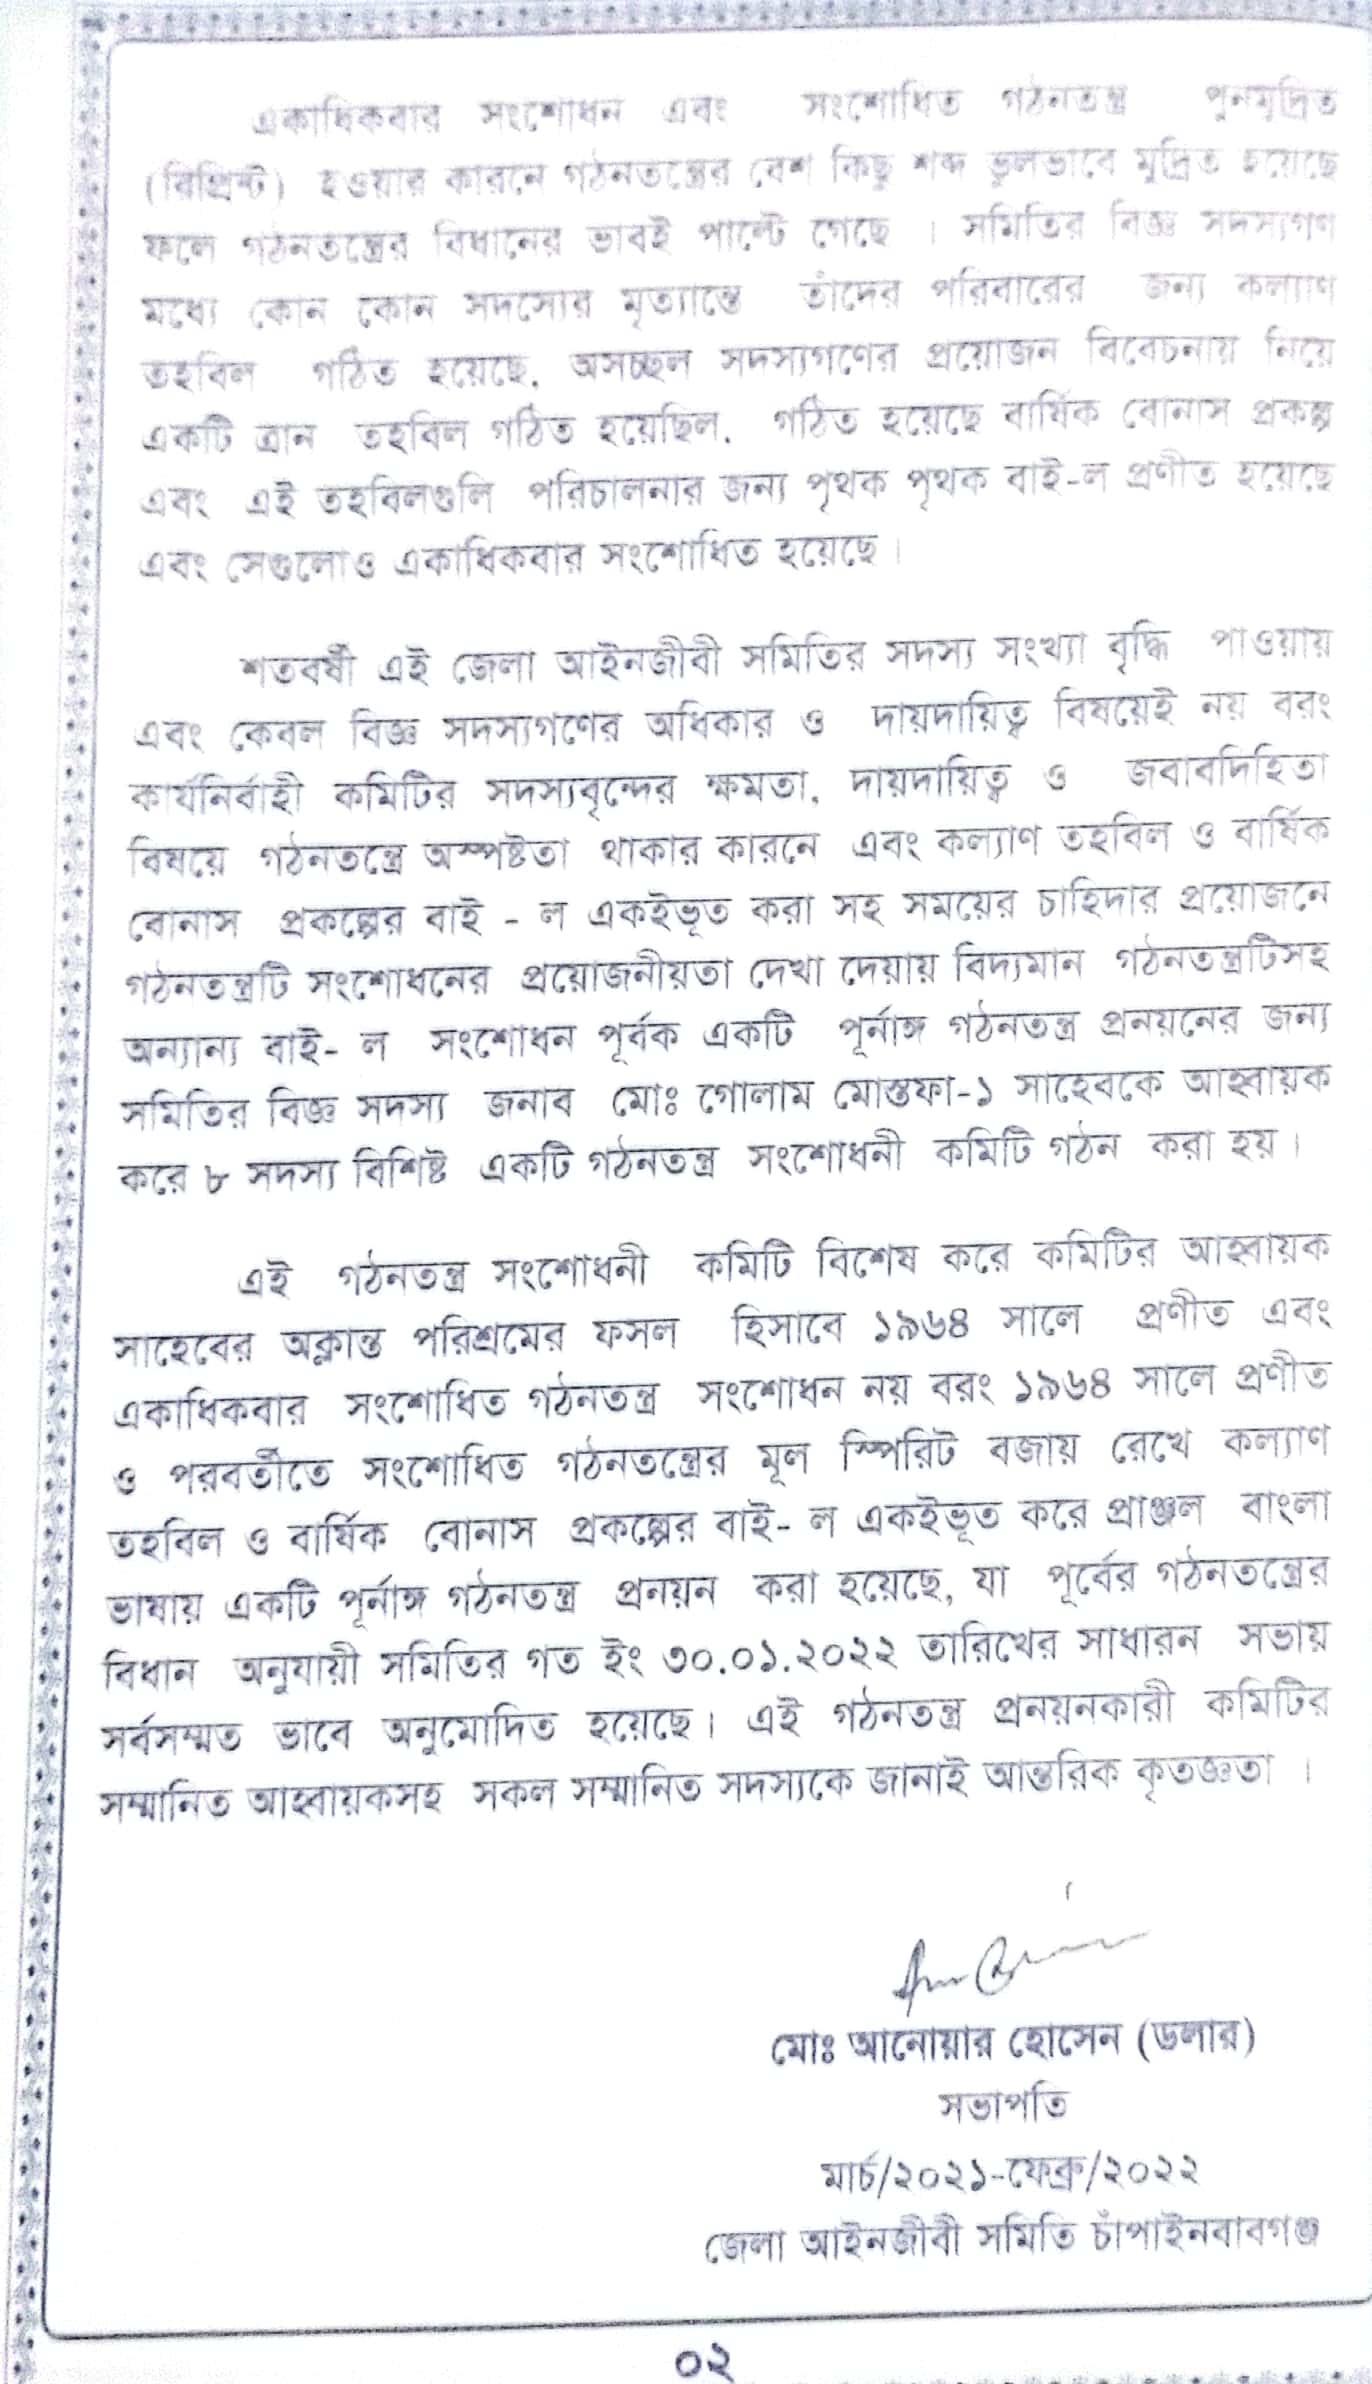 একাধিকবার সংশোধন এবং সংশোধিত গঠনতন্ত্র পুনমুদ্রিত
(রিপ্রিন্ট) হওয়ার কারনে গঠনতন্ত্রের বেশ কিছু শব্দ ভুলভাবে মুদ্রিত হয়েছে
ফলে গঠনতন্ত্রের বিধানের ভাবই পাল্টে গেছে । সমিতির বিজ্ঞ সদস্যগণ
মধ্যে কোন কোন সদস্যের মৃত্যান্তে তাঁদের পরিবারের জন্য কল্যাণ
তহবিল গঠিত হয়েছে, অসচ্ছল সদস্যগণের প্রয়োজন বিবেচনায় নিয়ে
একটি ত্রান তহবিল গঠিত হয়েছিল, গঠিত হয়েছে বার্ষিক বোনাস প্রকল্প
এবং এই তহবিলগুলি পরিচালনার জন্য পৃথক পৃথক বাই-ল প্রণীত হয়েছে
এবং সেগুলোও একাধিকবার সংশোধিত হয়েছে।
শতবর্ষী এই জেলা আইনজীবী সমিতির সদস্য সংখ্যা বৃদ্ধি পাওয়ায়
এবং কেবল বিজ্ঞ সদস্যগণের অধিকার ও দায়দায়িত্ব বিষয়েই নয় বরং
কার্যনির্বাহী কমিটির সদস্যবৃন্দের ক্ষমতা, দায়দায়িত্ব ও জবাবদিহিতা
বিষয়ে গঠনতন্ত্রে অস্পষ্টতা থাকার কারনে এবং কল্যাণ তহবিল ও বার্ষিক
বোনাস প্রকল্পের বাই - ল একইভূত করা সহ সময়ের চাহিদার প্রয়োজনে
গঠনতন্ত্রটি সংশোধনের প্রয়োজনীয়তা দেখা দেয়ায় বিদ্যমান গঠনতন্ত্রটিসহ
অন্যান্য বাই- ল সংশোধন পূর্বক একটি পূর্নাঙ্গ গঠনতন্ত্র প্রনয়নের জন্য
সমিতির বিজ্ঞ সদস্য জনাব মোঃ গোলাম মোস্তফা-১ সাহেবকে আহ্বায়ক
করে ৮ সদস্য বিশিষ্ট একটি গঠনতন্ত্র সংশোধনী কমিটি গঠন করা হয়।
এই গঠনতন্ত্র সংশোধনী কমিটি বিশেষ করে কমিটির আহ্বায়ক
সাহেবের অক্লান্ত পরিশ্রমের ফসল হিসাবে ১৯৬৪ সালে প্রণীত এবং
একাধিকবার সংশোধিত গঠনতন্ত্র সংশোধন নয় বরং ১৯৬৪ সালে প্রণীত
ও পরবর্তীতে সংশোধিত গঠনতন্ত্রের মূল স্পিরিট বজায় রেখে কল্যাণ
তহবিল ও বার্ষিক বোনাস প্রকল্পের বাই- ল একইভূত করে প্রাঞ্জল বাংলা
ভাষায় একটি পূর্নাঙ্গ গঠনতন্ত্র প্রনয়ন করা হয়েছে, যা পূর্বের গঠনতন্ত্রের
বিধান অনুযায়ী সমিতির গত ইং ৩০.০১.২০২২ তারিখের সাধারন সভায়
সর্বসম্মত ভাবে অনুমোদিত হয়েছে। এই গঠনতন্ত্র প্রনয়নকারী কমিটির
সম্মানিত আহ্বায়কসহ সকল সম্মানিত সদস্যকে জানাই আন্তরিক কৃতজ্ঞতা ।
মোঃ আনোয়ার হোসেন (ডলার)
সভাপতি
মার্চ/২০২১-ফেব্রু/২০২২
জেলা আইনজীবী সমিতি চাঁপাইনবাবগঞ্জ
০২